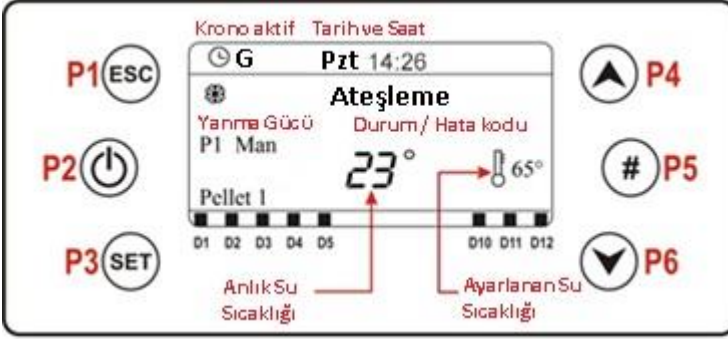 Krono aktif Tarih ve Saat
P1 ESC
G Pzt 14:26
P4
Ateşleme
Yanma Gücü Durum / Hata kodu
P1 Man
P2
23° 65°
# P5
Pellet 1
D1 D2 D3 D4 D5 D10 D11 D12
P3 SET
P6
Anlık Su Sıcaklığı
Ayarlanan Su Sıcaklığı